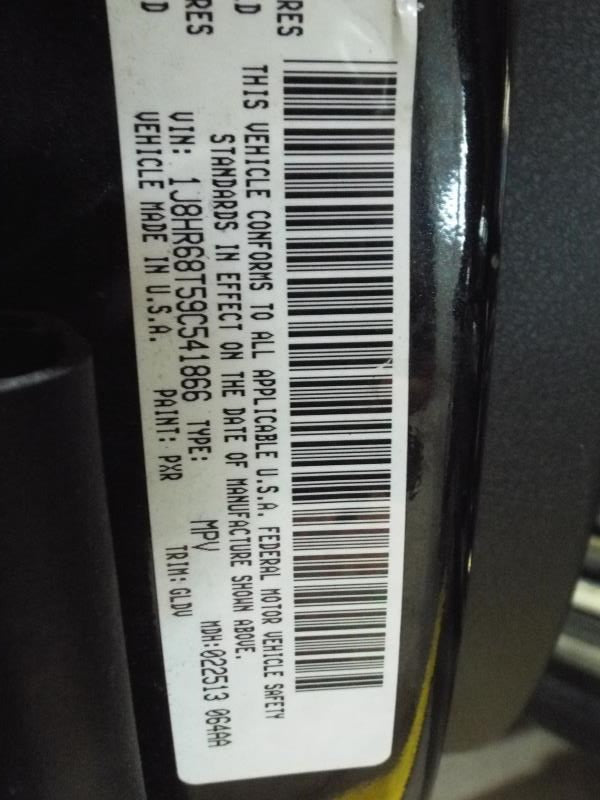 RES RES
LD D
THIS VEHICLE CONFORMS TO ALL APPLICABLE U.S.A. FEDERAL MOTOR VEHICLE SAFETY
STANDARDS IN EFFECT ON THE DATE OF MANUFACTURE SHOWN ABOVE.
VIN: 1J8HR68T59C541866 TYPE: MPV MDH:022513 064AA
VEHICLE MADE IN U.S.A. PAINT: PXR TRIM: GLDV